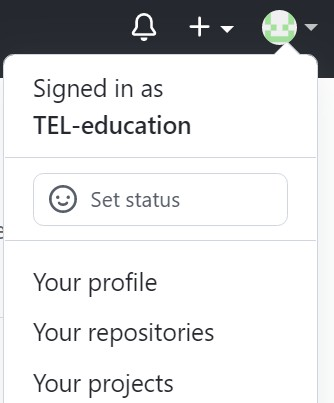 Signed in as
TEL-education
Set status
Your profile
Your repositories
Your projects